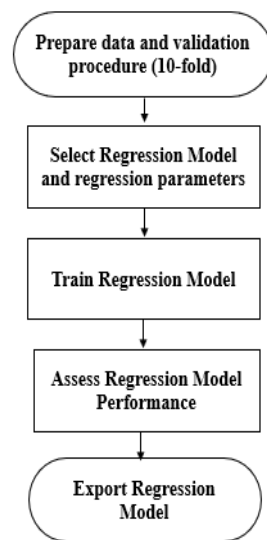 Prepare data and validation
procedure (10-fold)
Select Regression Model
and regression parameters
Train Regression Model
Assess Regression Model
Performance
Export Regression
Model